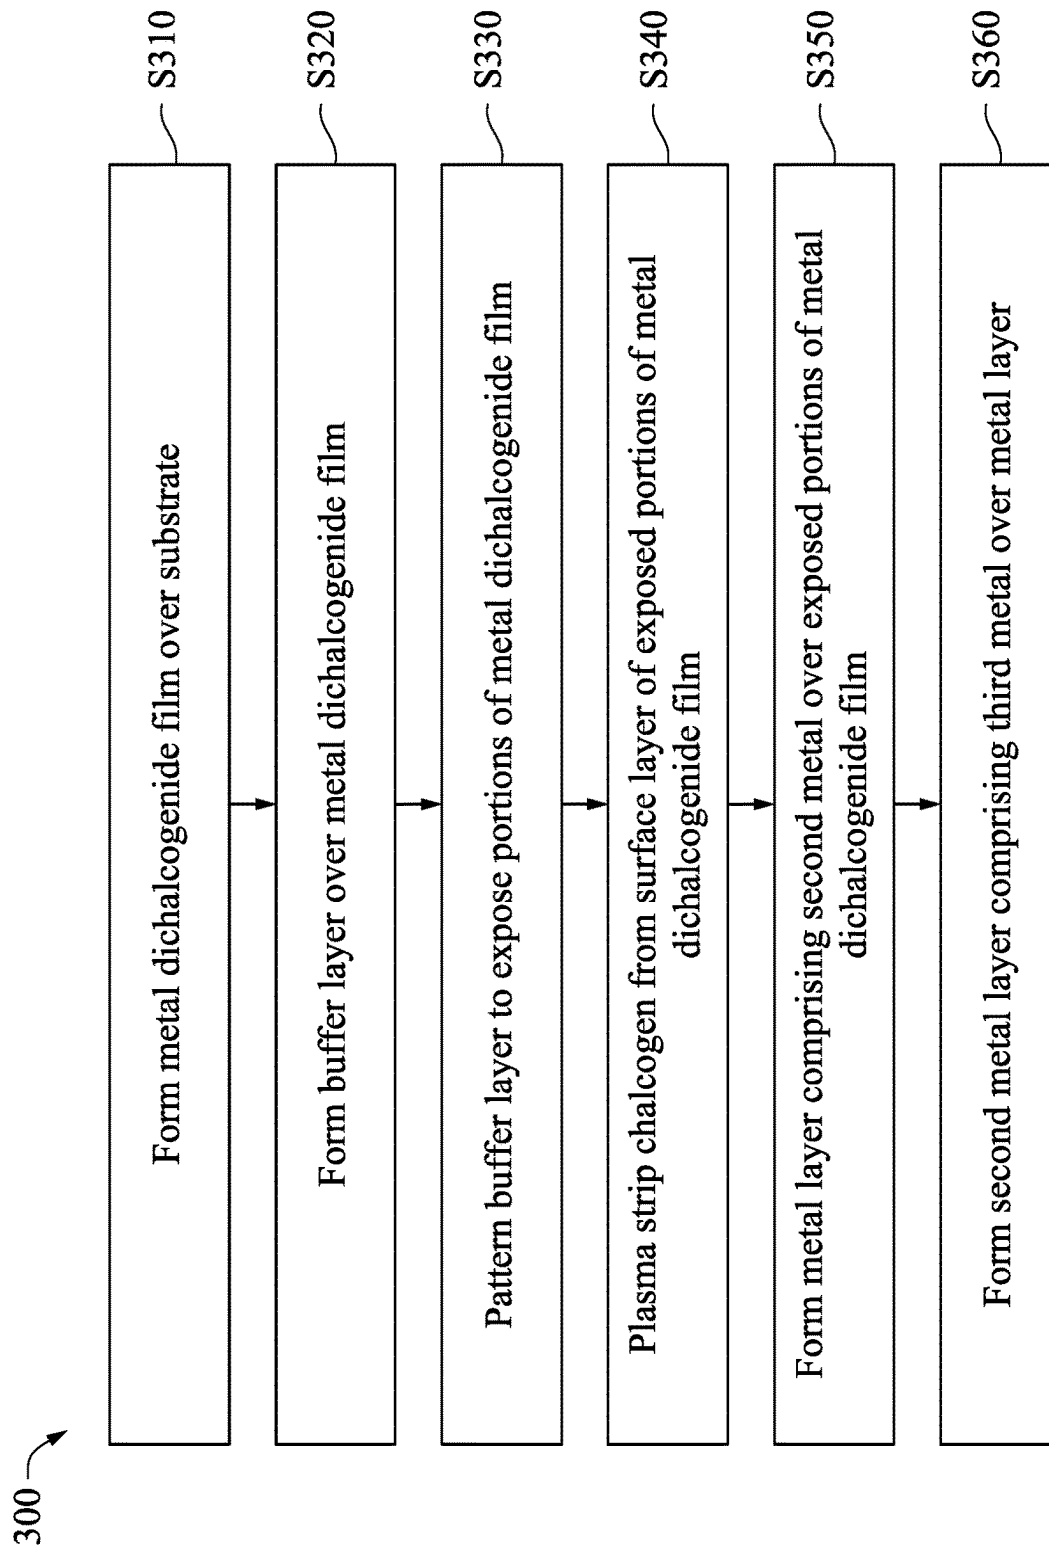 300
Form metal dichalcogenide film over substrate
S310
Form buffer layer over metal dichalcogenide film
S320
Pattern buffer layer to expose portions of metal dichalcogenide film
S330
Plasma strip chalcogen from surface layer of exposed portions of metal
dichalcogenide film
S340
Form metal layer comprising second metal over exposed portions of metal
dichalcogenide film
S350
Form second metal layer comprising third metal over metal layer
S360